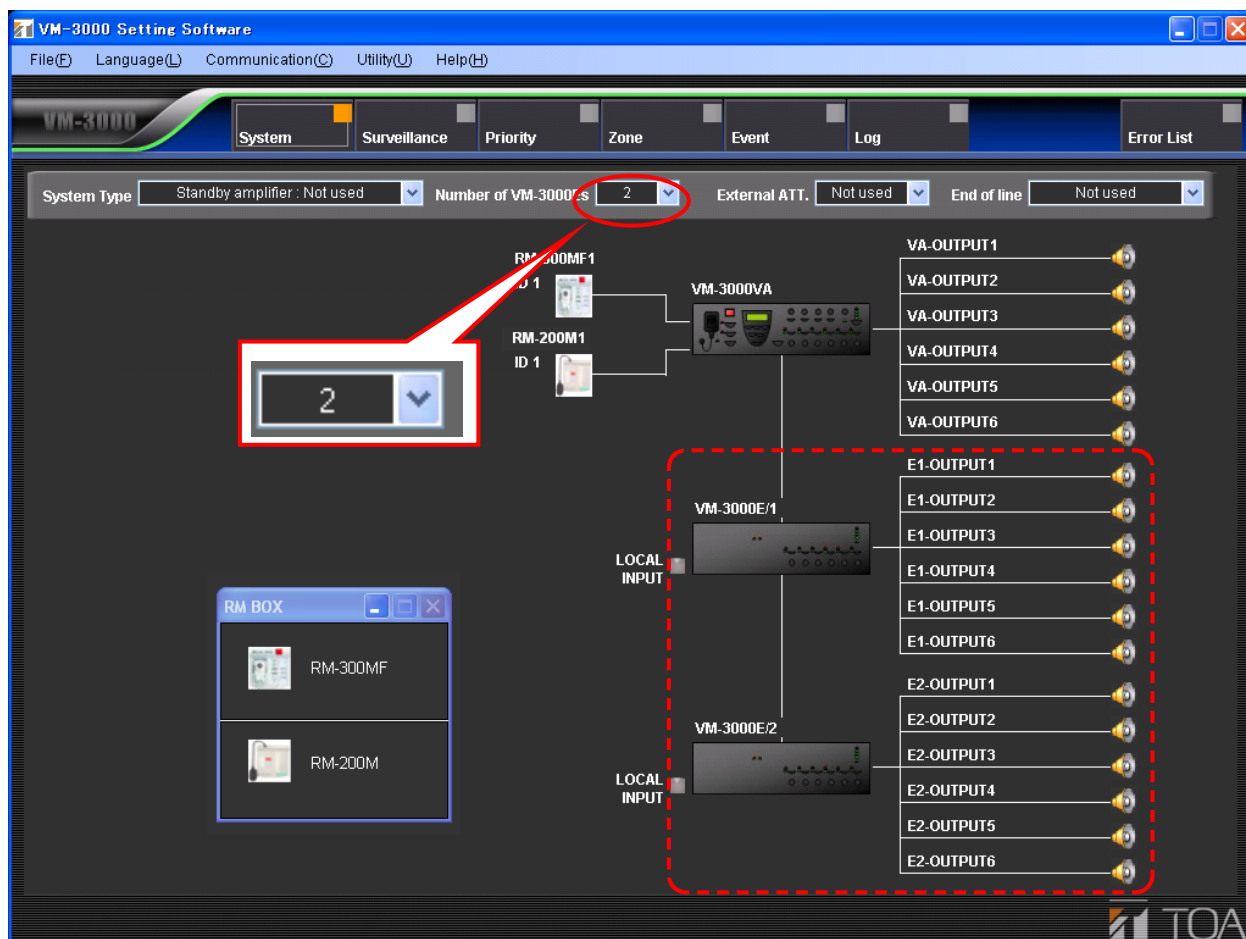 VM-3000 Setting Software
File(F) Language(L) Communication(C) Utility(U) Help(H)
VM-3000
System Surveillance Priority Zone Event Log Error List
System Type Standby amplifier : Not used Number of VM-3000Es 2 External ATT. Not used End of line Not used
RM-300MF1
ID 1
RM-200M1
ID 1
VM-3000VA
VA-OUTPUT1
VA-OUTPUT2
VA-OUTPUT3
VA-OUTPUT4
VA-OUTPUT5
VA-OUTPUT6
2
VM-3000E/1
LOCAL
INPUT
E1-OUTPUT1
E1-OUTPUT2
E1-OUTPUT3
E1-OUTPUT4
E1-OUTPUT5
E1-OUTPUT6
RM BOX
RM-300MF
RM-200M
VM-3000E/2
LOCAL
INPUT
E2-OUTPUT1
E2-OUTPUT2
E2-OUTPUT3
E2-OUTPUT4
E2-OUTPUT5
E2-OUTPUT6
TOA